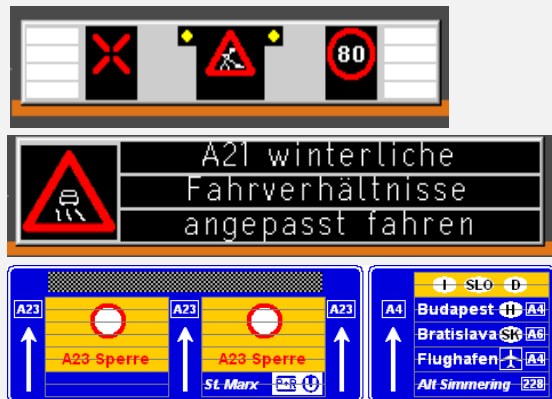 80
A21 winterliche
Fahrverhältnisse
angepasst fahren
A23 A23 A23
A23 Sperre A23 Sperre
St. Marx P+R U
I SLO D
A4 Budapest H A4
Bratislava SK A6
Flughafen
Alt Simmering 228